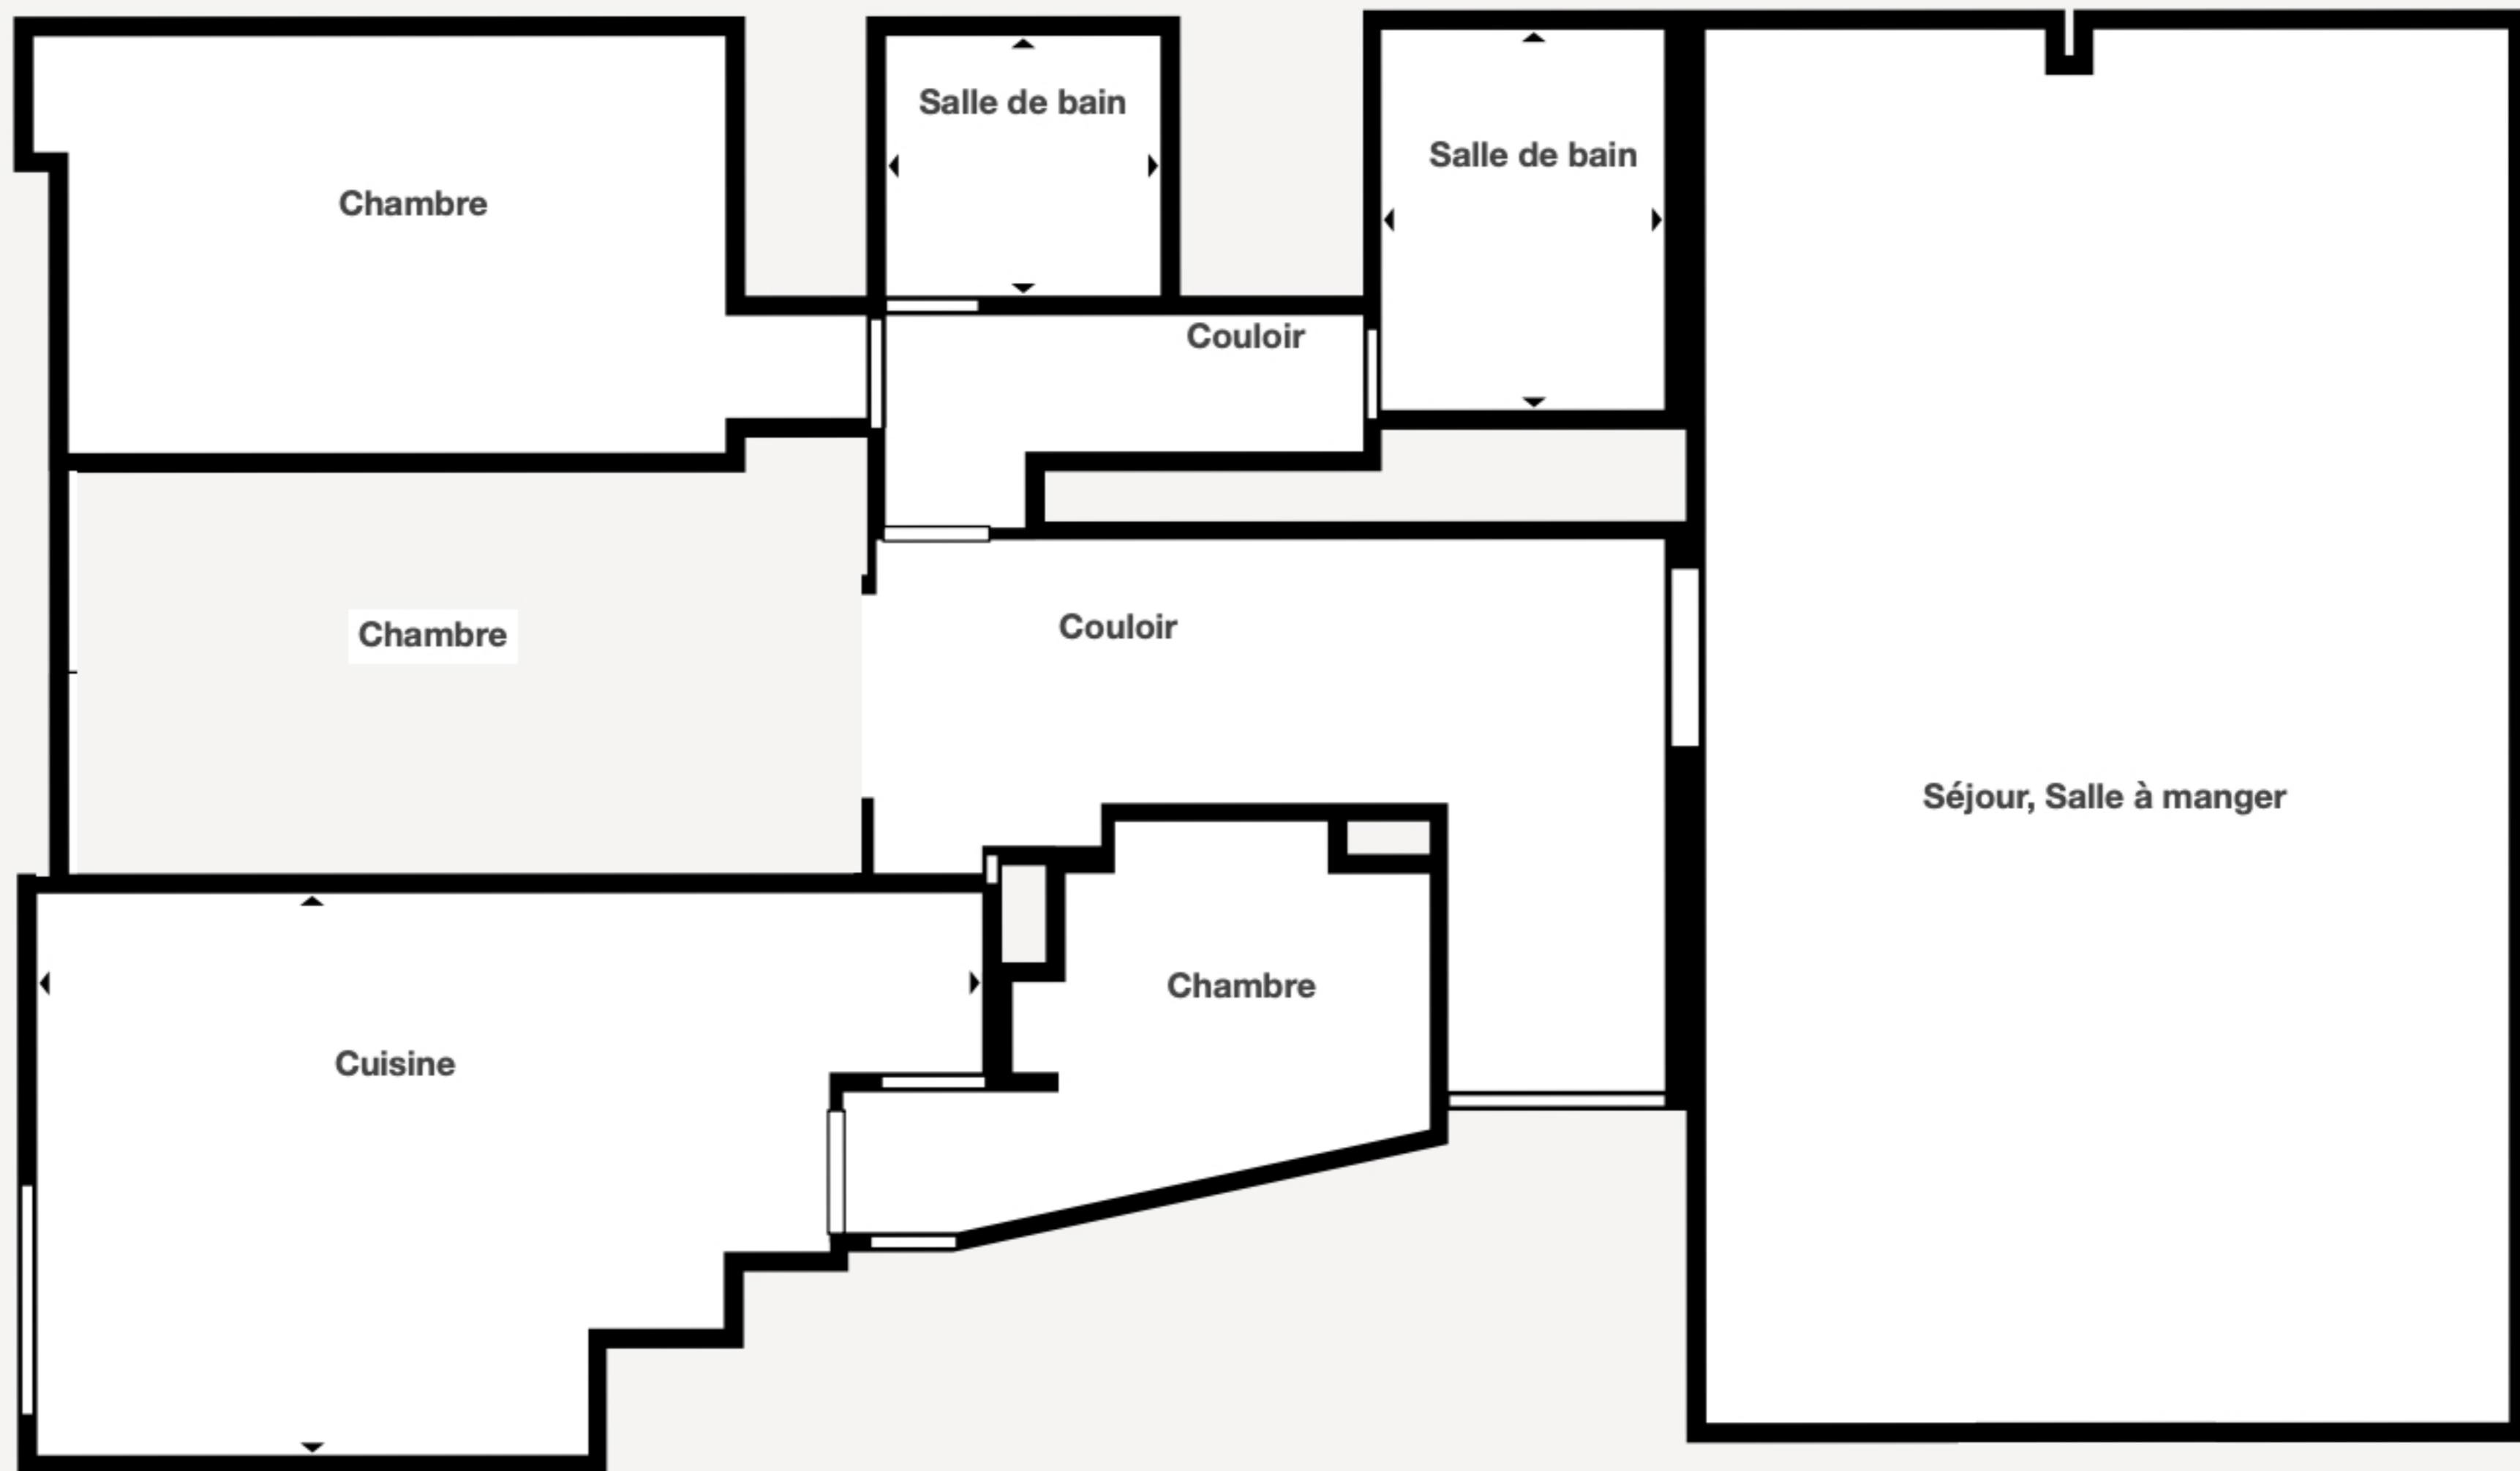 Salle de bain
Salle de bain
Chambre
Couloir
Couloir
Chambre
Séjour, Salle à manger
Chambre
Cuisine